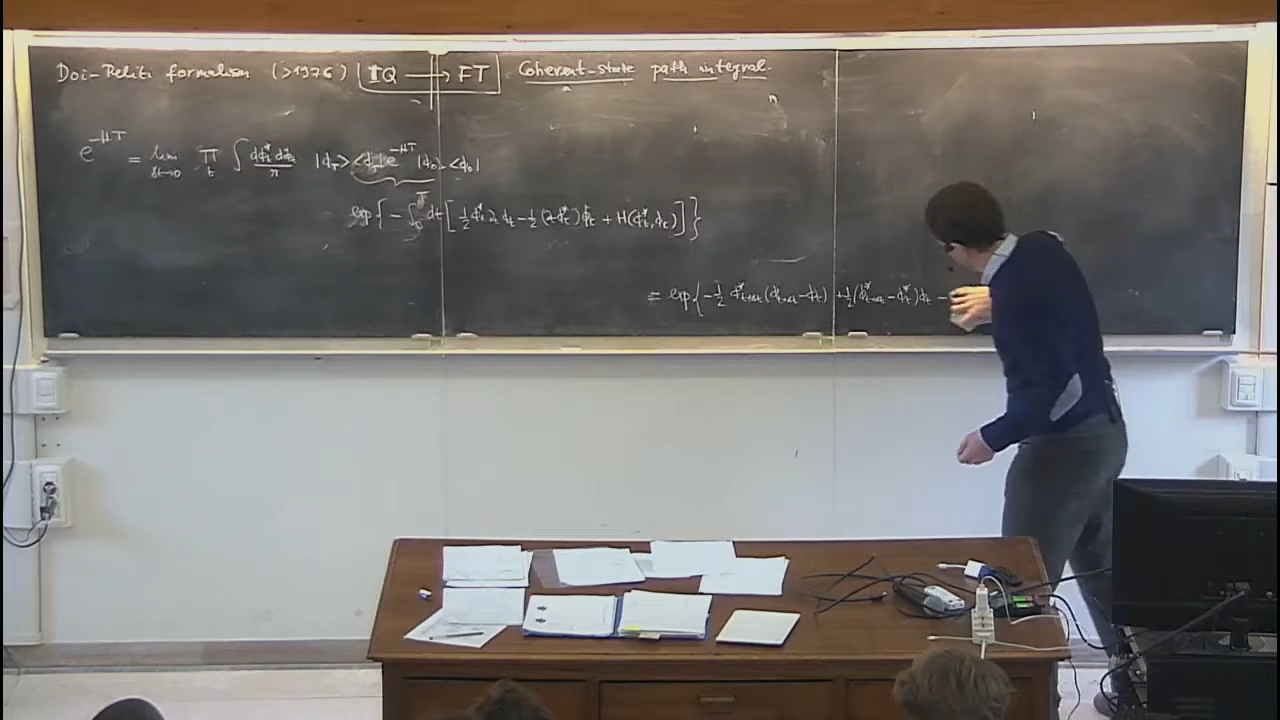 Doi-Peliti formalism (>1976) IQ → FT Coherent-state path integral.
e^{-HT} = lim_{Δt→0} ∏_t ∫ dϕ*_t dϕ_t / π |ϕ_T> <ϕ_T| e^{-HT} |ϕ_0> <ϕ_0|
exp{ - ∫_0^T dt [ 1/2 ϕ*_t ∂_t ϕ_t - 1/2 (∂_t ϕ*_t) ϕ_t + H(ϕ*_t, ϕ_t) ] }
= exp{ - 1/2 ϕ*_{t+Δt} (ϕ_{t+Δt} - ϕ_t) + 1/2 (ϕ*_{t+Δt} - ϕ*_t) ϕ_t -